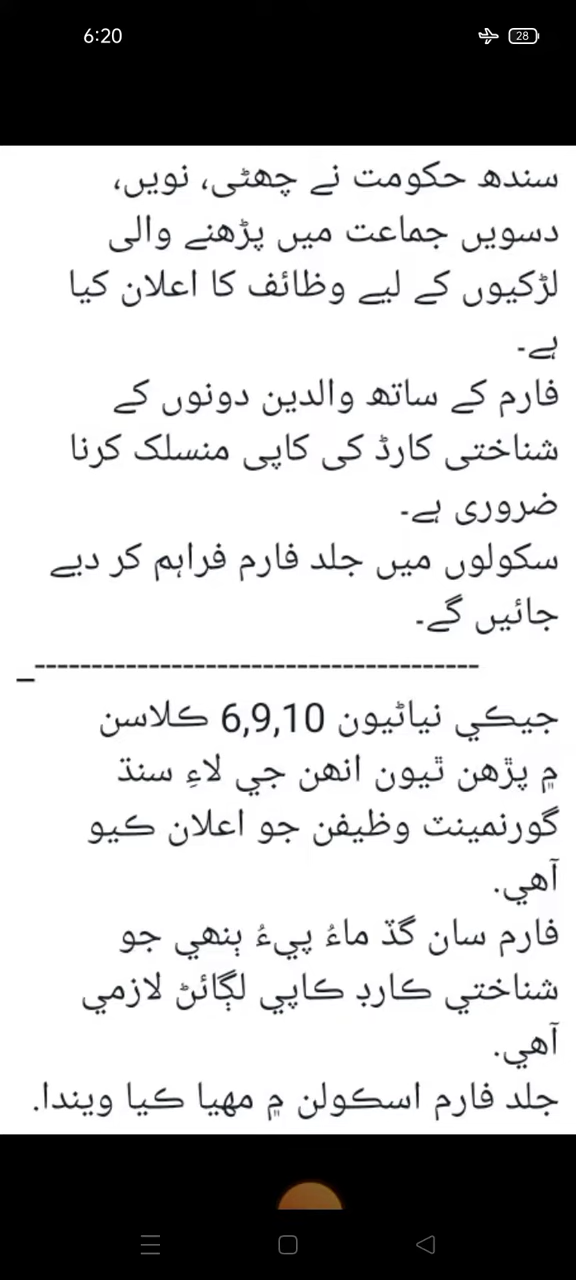 6:20
28
سندھ حکومت نے چھٹی، نویں،
دسویں جماعت میں پڑھنے والی
لڑکیوں کے لیے وظائف کا اعلان کیا
ہے۔
فارم کے ساتھ والدین دونوں کے
شناختی کارڈ کی کاپی منسلک کرنا
ضروری ہے۔
سکولوں میں جلد فارم فراہم کر دیے
جائیں گے۔
----------------------------------------_
جيڪي نياڻيون 6,9,10 ڪلاسن
۾ پڙهن ٿيون انهن جي لاءِ سنڌ
گورنمينٽ وظيفن جو اعلان ڪيو
آهي.
فارم سان گڏ ماءُ پيءُ ٻنهي جو
شناختي ڪارڊ ڪاپي لڳائڻ لازمي
آهي.
جلد فارم اسڪولن ۾ مهيا ڪيا ويندا.